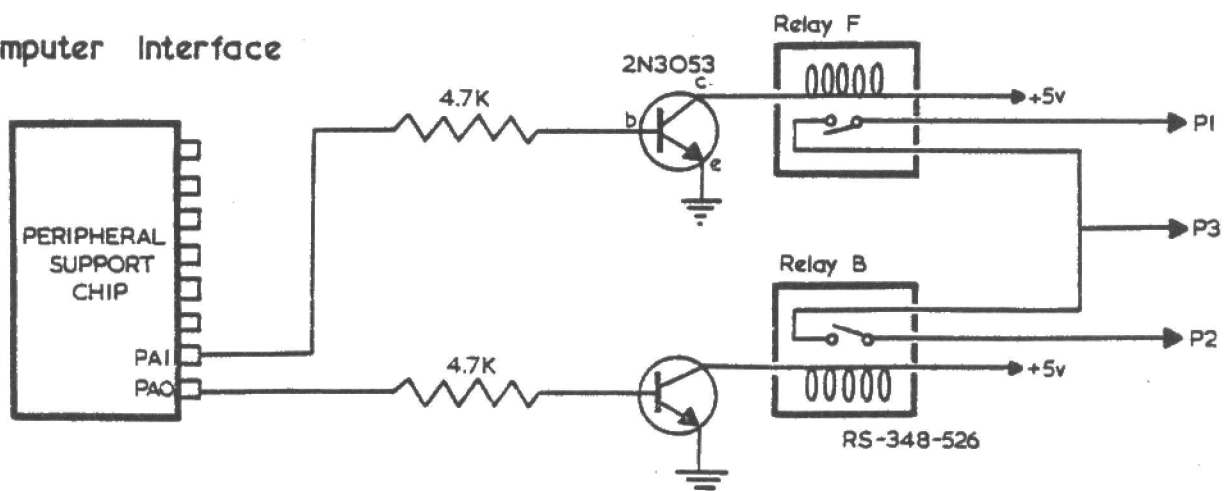 mputer Interface
Relay F
2N3053
c.
4.7K
b
e
+5v
P1
PERIPHERAL
SUPPORT
CHIP
P3
Relay B
PA1
PA0
4.7K
P2
+5v
RS-348-526